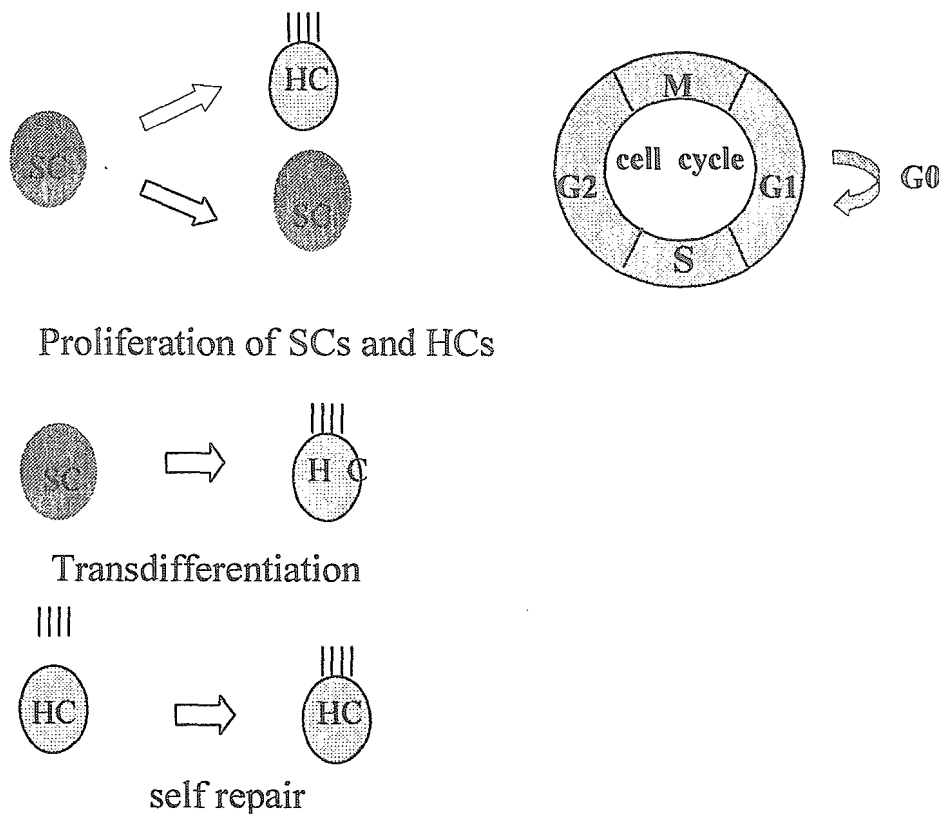 HC
SC
SC
M
cell cycle
G2
G1
G0
S
Proliferation of SCs and HCs
SC
H C
Transdifferentiation
HC
HC
self repair